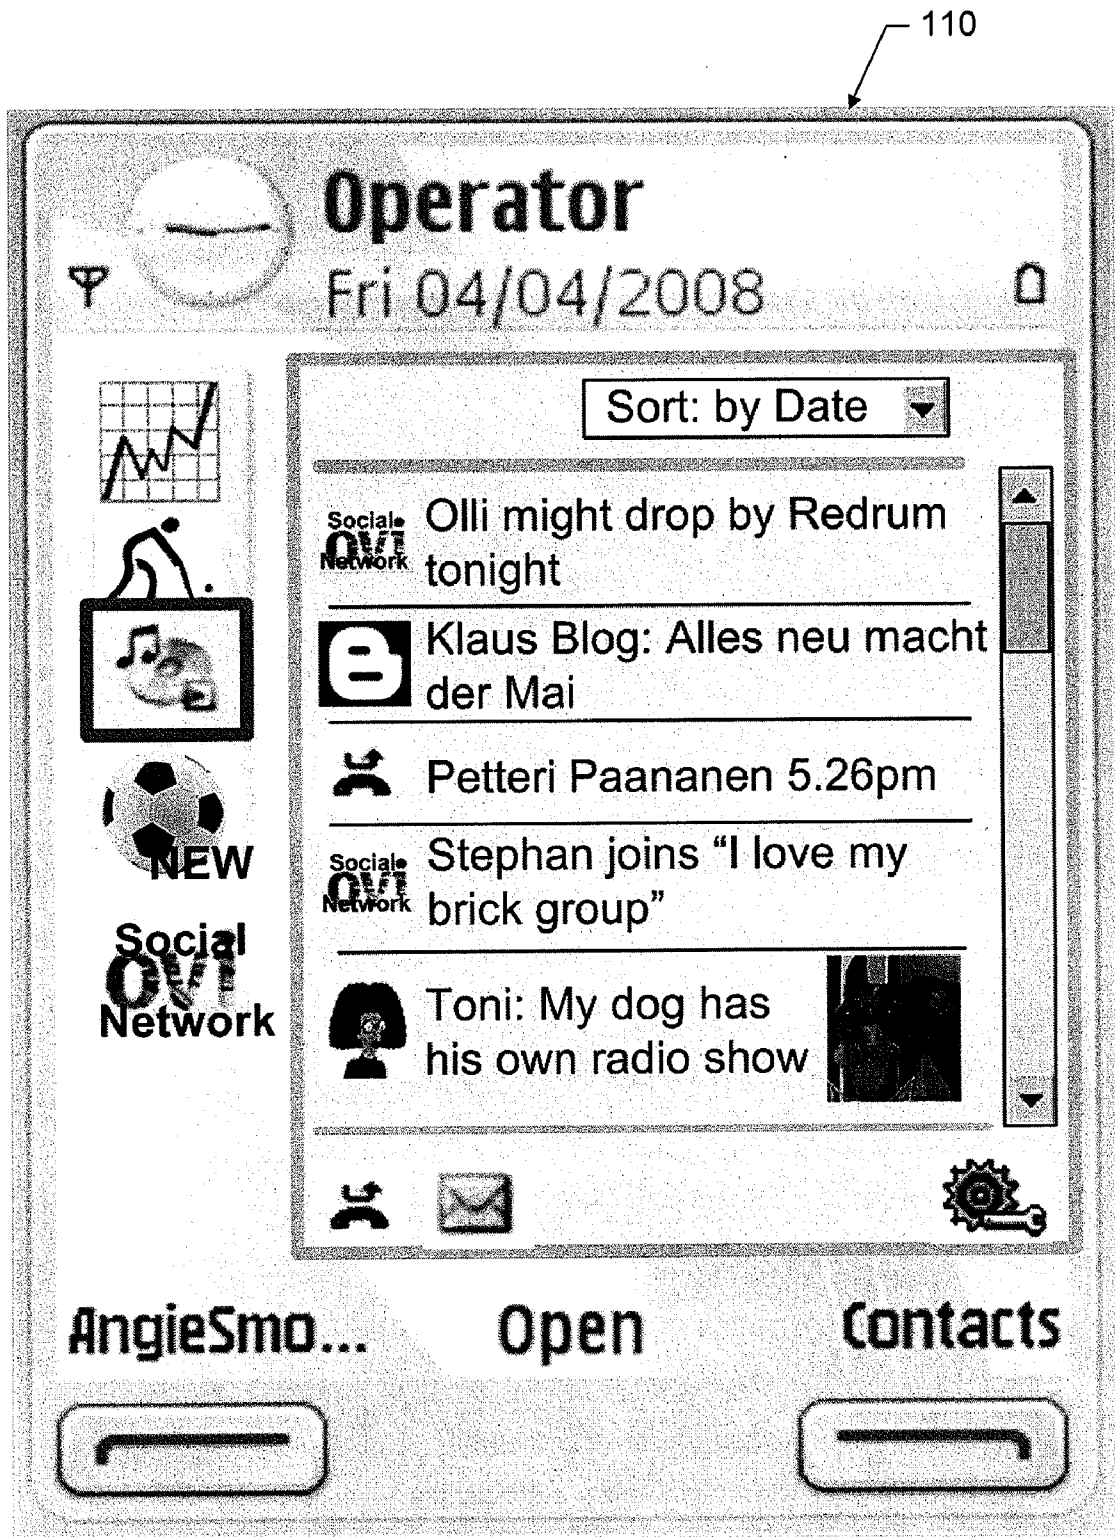 110
Operator
Fri 04/04/2008
Sort: by Date
Social
OVI
Network
Olli might drop by Redrum
tonight
Klaus Blog: Alles neu macht
der Mai
Petteri Paananen 5.26pm
Social
OVI
Network
Stephan joins “I love my
brick group”
NEW
Social
OVI
Network
Toni: My dog has
his own radio show
AngieSmo...
Open
Contacts